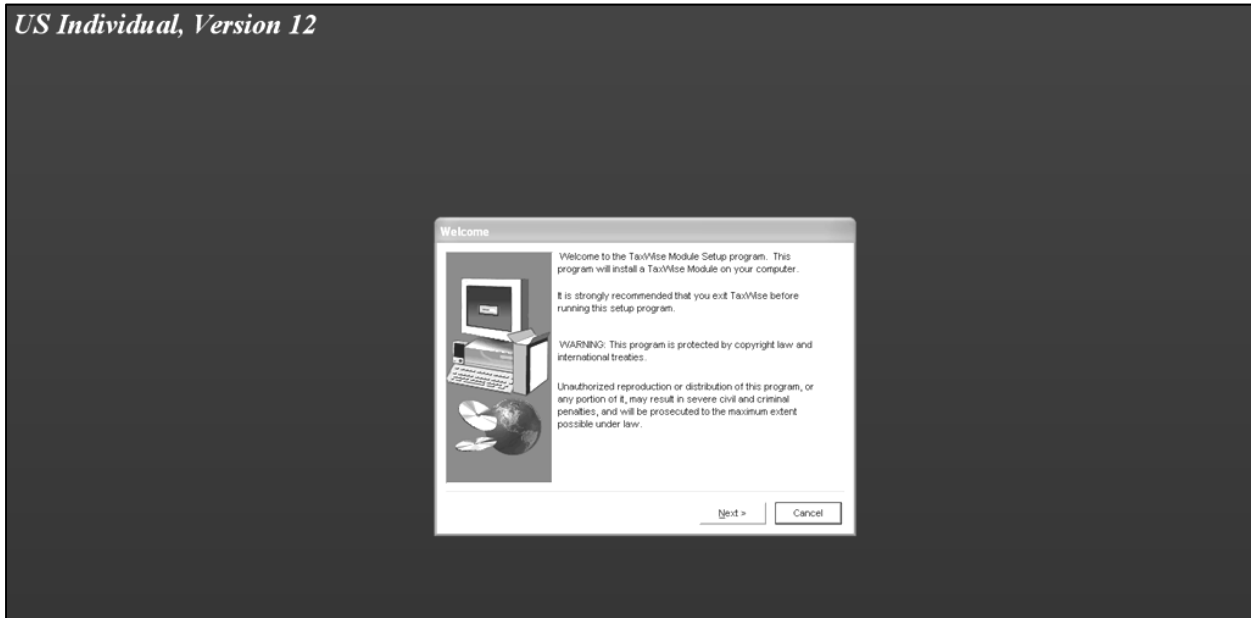 US Individual, Version 12
Welcome
Welcome to the TaxWise Module Setup program. This
program will install a TaxWise Module on your computer.
It is strongly recommended that you exit TaxWise before
running this setup program.
WARNING: This program is protected by copyright law and
international treaties.
Unauthorized reproduction or distribution of this program, or
any portion of it, may result in severe civil and criminal
penalties, and will be prosecuted to the maximum extent
possible under law.
Next >
Cancel